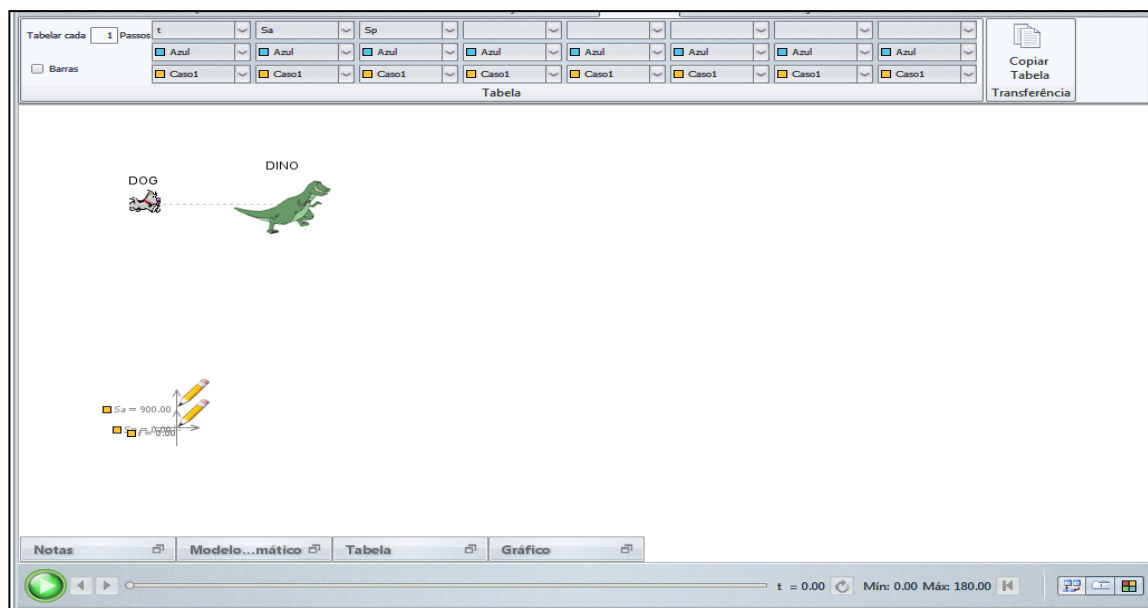 Tabelar cada 1 Passos t Sa Sp
Azul Azul Azul Azul Azul Azul Azul Azul
Barras
Caso1 Caso1 Caso1 Caso1 Caso1 Caso1 Caso1 Caso1
Tabela
Copiar
Tabela
Transferência
DINO
DOG
Sa = 900.00
t = 0.00
Notas Modelo...mático Tabela Gráfico
t = 0.00 Min: 0.00 Máx: 180.00